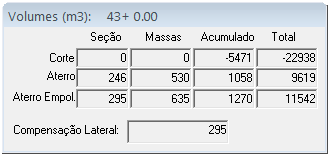 Volumes (m3): 43+ 0.00
Seção Massas Acumulado Total
Corte 0 0 -5471 -22938
Aterro 246 530 1058 9619
Aterro Empol. 295 635 1270 11542
Compensação Lateral: 295